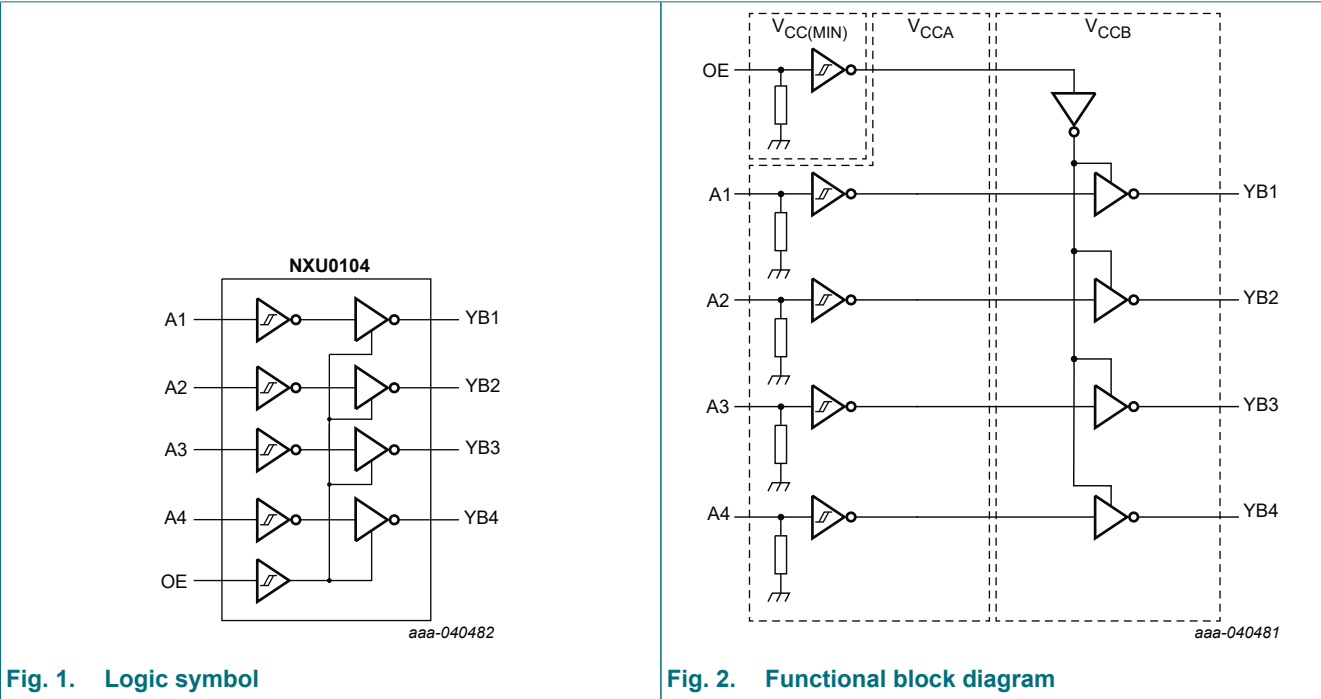 NXU0104
A1
YB1
A2
YB2
A3
YB3
A4
YB4
OE
aaa-040482
Fig. 1. Logic symbol
VCC(MIN)
VCCA
VCCB
OE
A1
YB1
A2
YB2
A3
YB3
A4
YB4
aaa-040481
Fig. 2. Functional block diagram